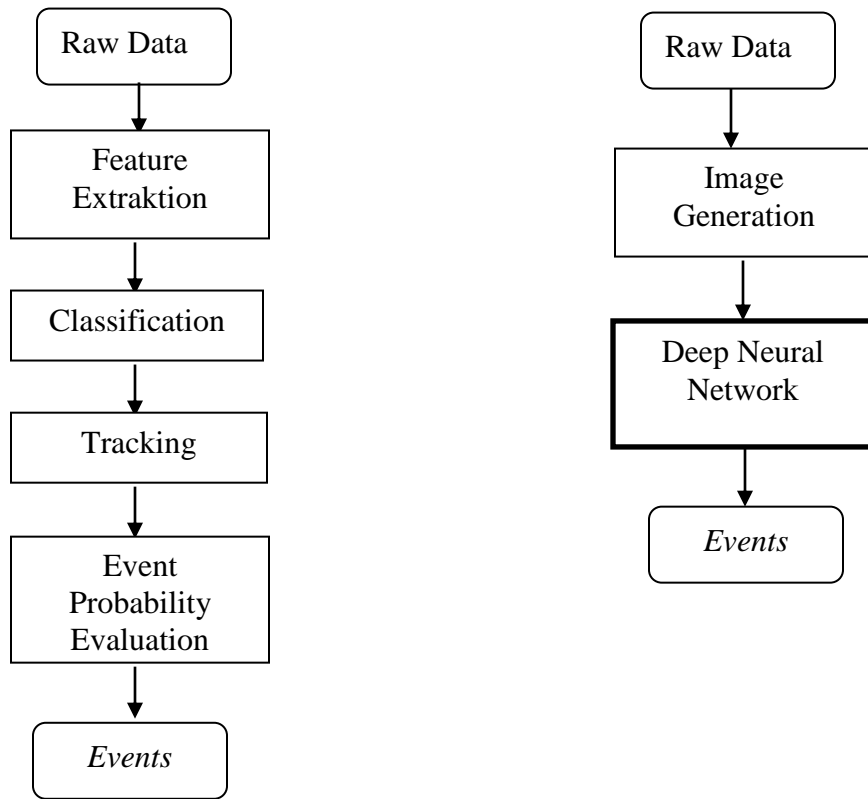 Raw Data
Feature
Extraktion
Classification
Tracking
Event
Probability
Evaluation
Events
Raw Data
Image
Generation
Deep Neural
Network
Events